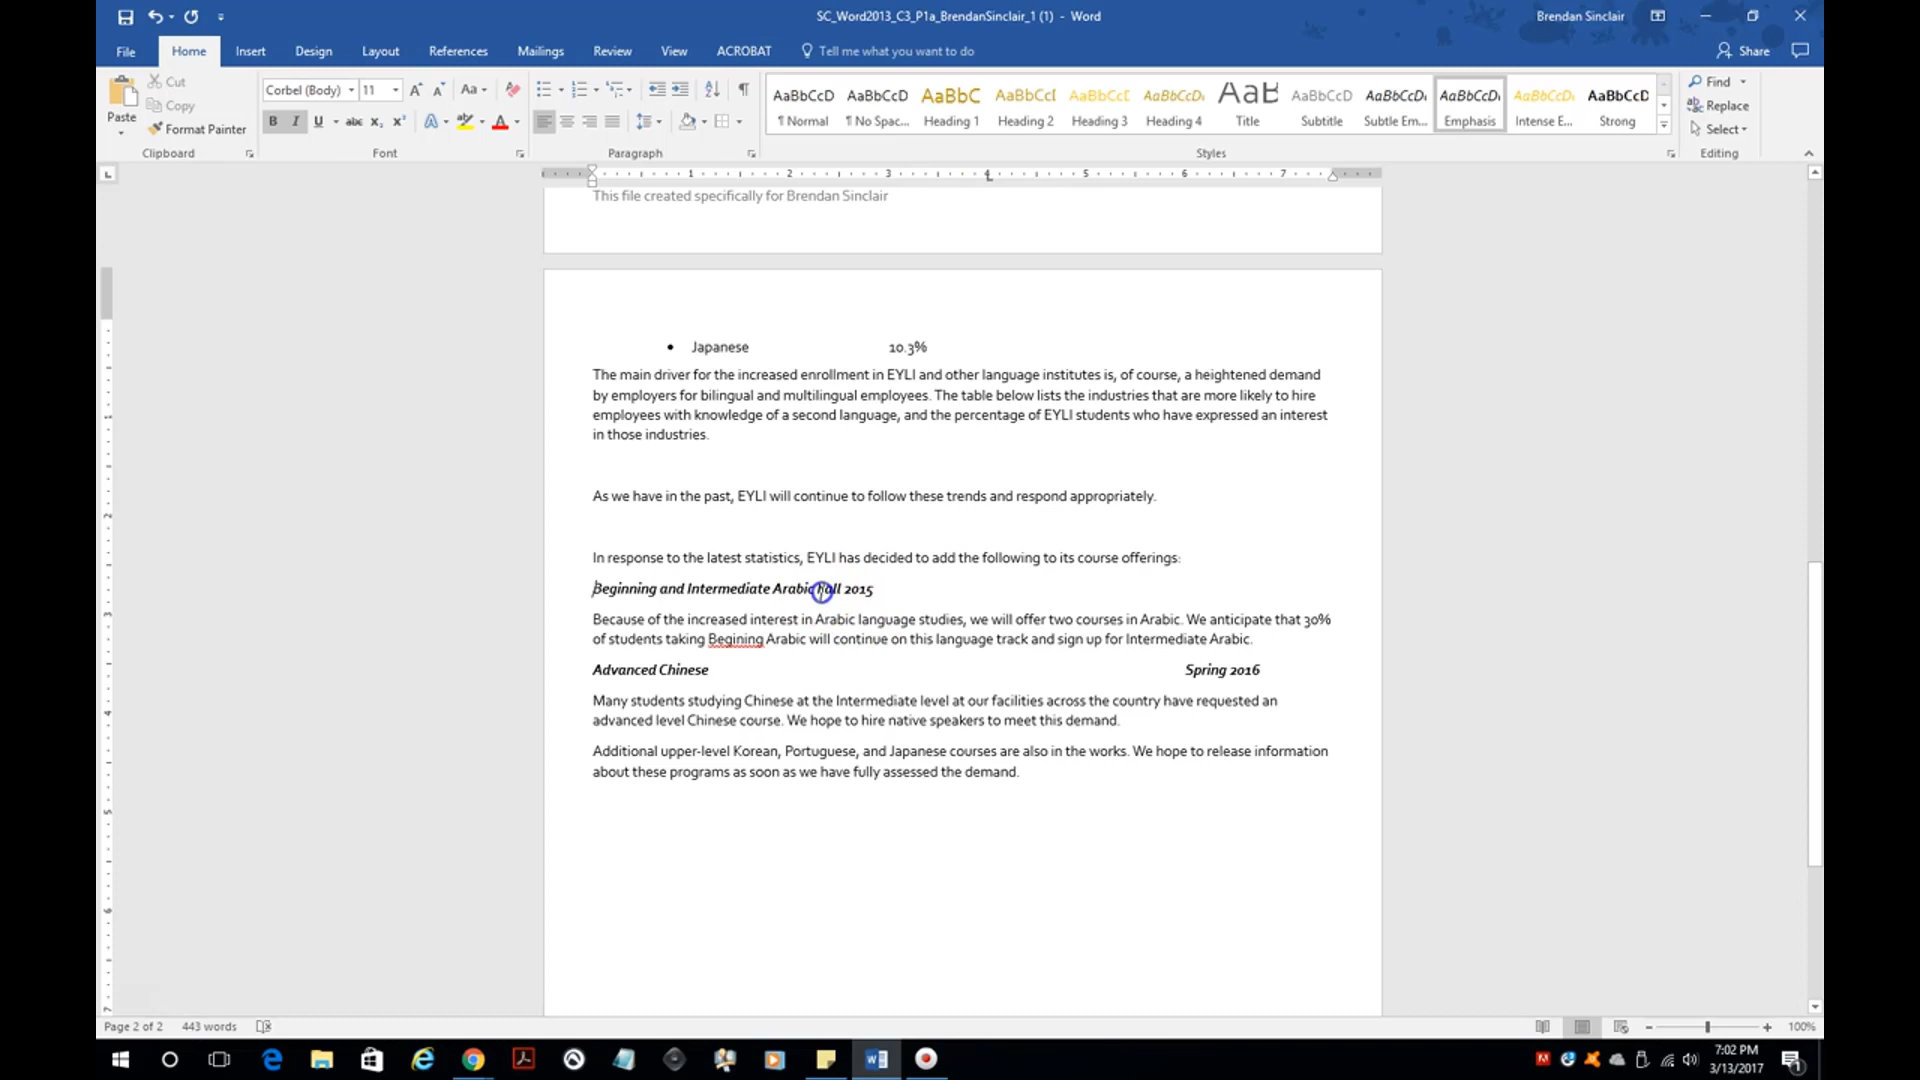 SC_Word2013_C3_P1a_BrendanSinclair_1 (1) - Word
Brendan Sinclair
File Home Insert Design Layout References Mailings Review View ACROBAT Tell me what you want to do Share
Paste
Cut
Copy
Format Painter
Clipboard
Corbel (Body) 11
Font
Paragraph
AaBbCcD AaBbCcD AaBbC AaBbCcI AaBbCcD AaBbCcDı AaB AaBbCcD AaBbCcDı AaBbCcDı AaBbCcDı AaBbCcD
¶ Normal ¶ No Spac... Heading 1 Heading 2 Heading 3 Heading 4 Title Subtitle Subtle Em... Emphasis Intense E... Strong
Styles
Find
Replace
Select
Editing
1 2 3 4 5 6 7
This file created specifically for Brendan Sinclair
• Japanese 10.3%
The main driver for the increased enrollment in EYLI and other language institutes is, of course, a heightened demand
by employers for bilingual and multilingual employees. The table below lists the industries that are more likely to hire
employees with knowledge of a second language, and the percentage of EYLI students who have expressed an interest
in those industries.
As we have in the past, EYLI will continue to follow these trends and respond appropriately.
In response to the latest statistics, EYLI has decided to add the following to its course offerings:
Beginning and Intermediate Arabic Fall 2015
Because of the increased interest in Arabic language studies, we will offer two courses in Arabic. We anticipate that 30%
of students taking Begining Arabic will continue on this language track and sign up for Intermediate Arabic.
Advanced Chinese Spring 2016
Many students studying Chinese at the Intermediate level at our facilities across the country have requested an
advanced level Chinese course. We hope to hire native speakers to meet this demand.
Additional upper-level Korean, Portuguese, and Japanese courses are also in the works. We hope to release information
about these programs as soon as we have fully assessed the demand.
Page 2 of 2 443 words 100%
7:02 PM
3/13/2017